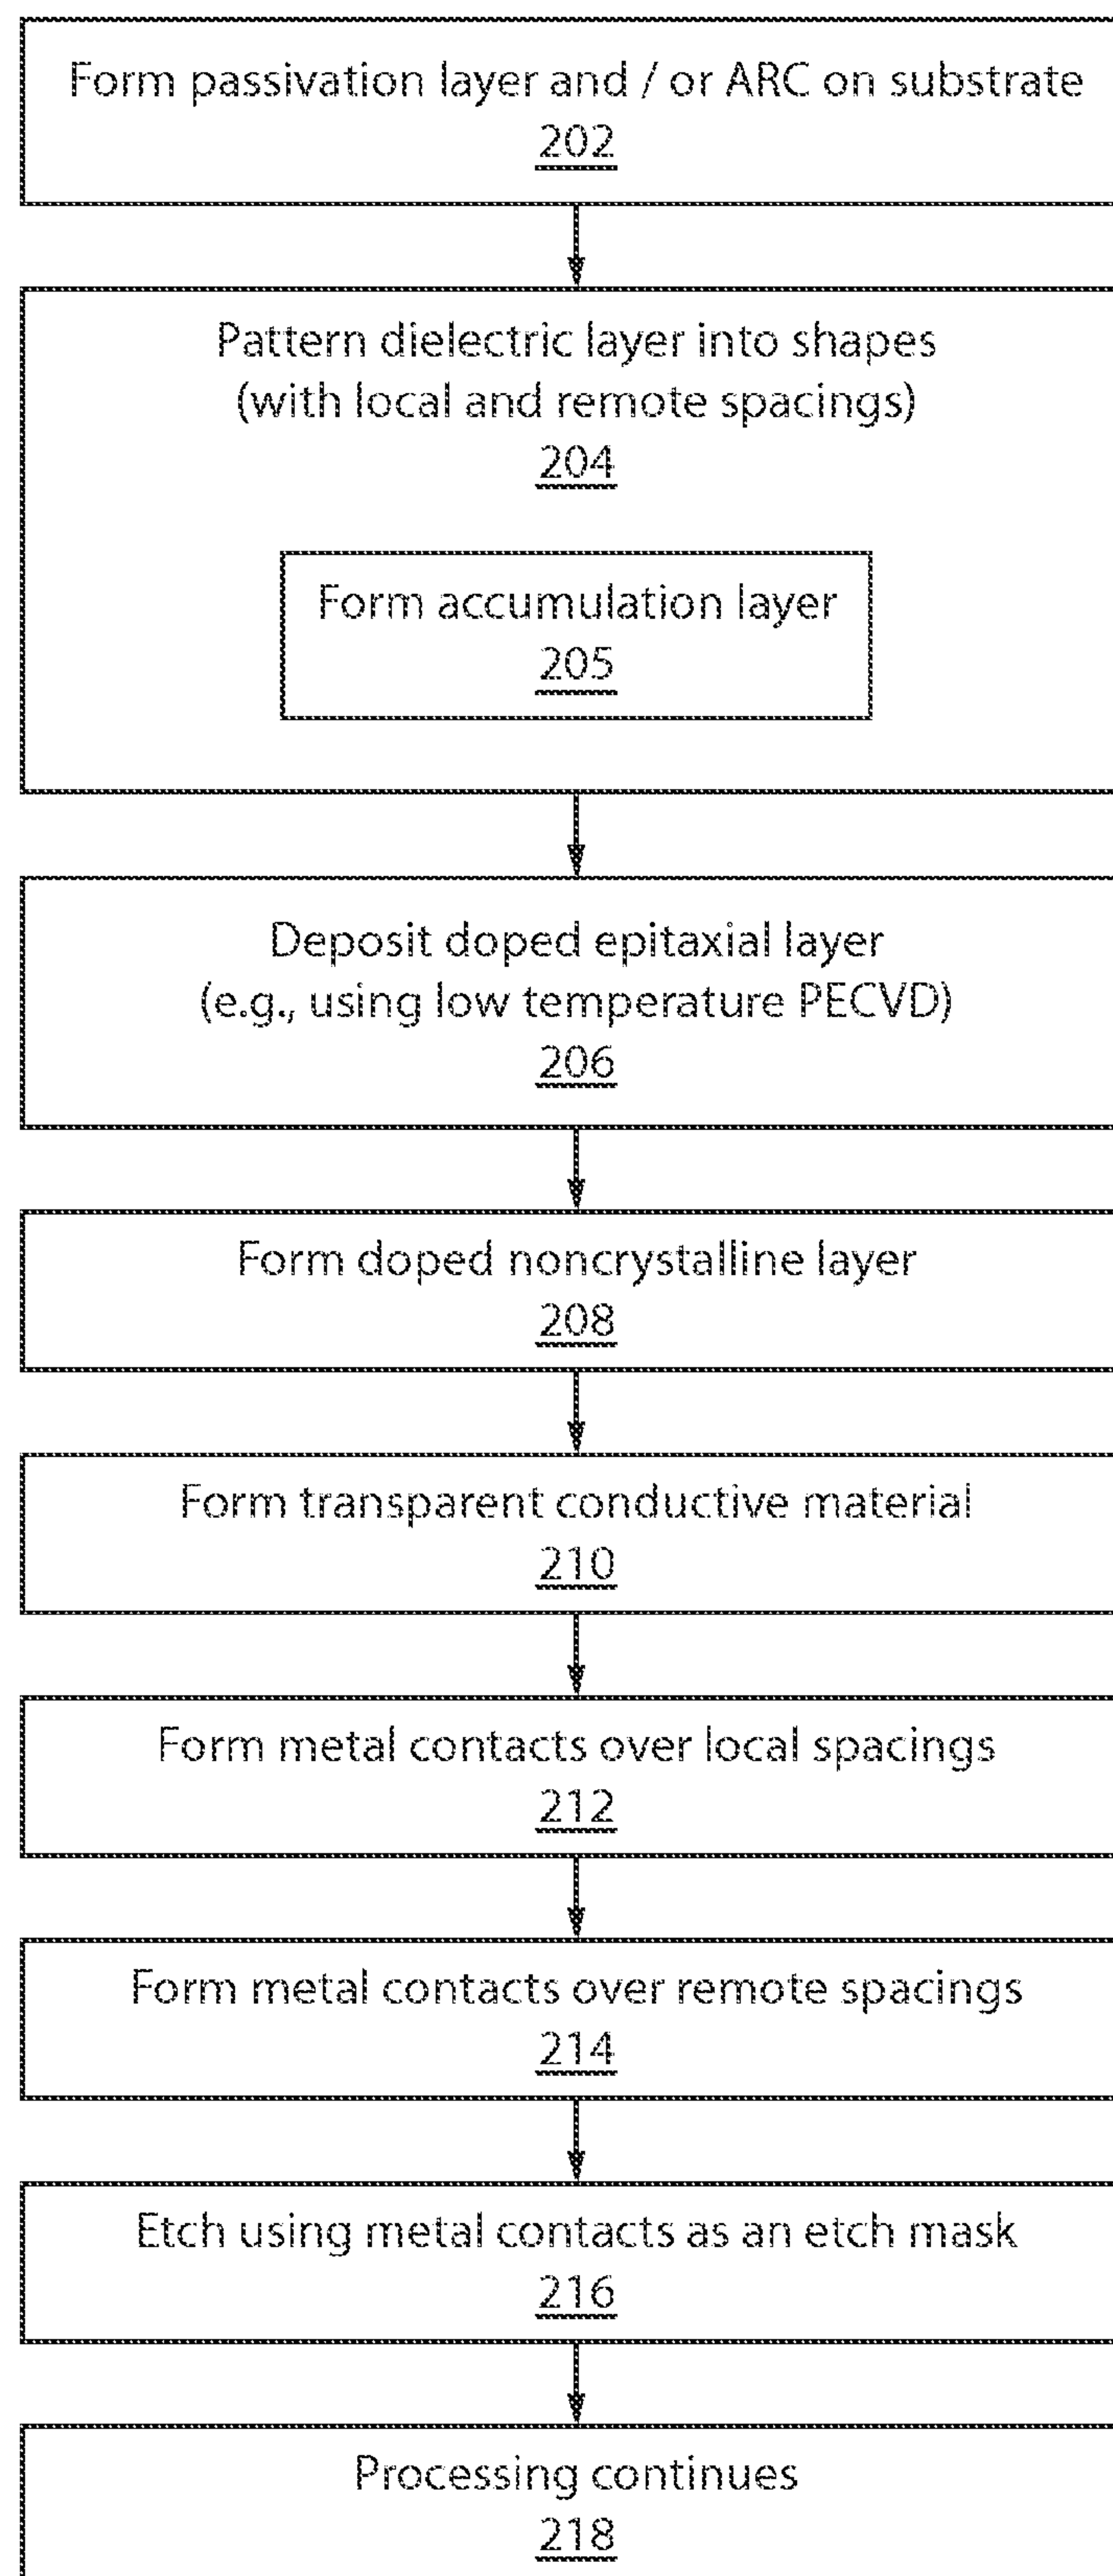 Form passivation layer and / or ARC on substrate
202
Pattern dielectric layer into shapes
(with local and remote spacings)
204
Form accumulation layer
205
Deposit doped epitaxial layer
(e.g., using low temperature PECVD)
206
Form doped noncrystalline layer
208
Form transparent conductive material
210
Form metal contacts over local spacings
212
Form metal contacts over remote spacings
214
Etch using metal contacts as an etch mask
216
Processing continues
218